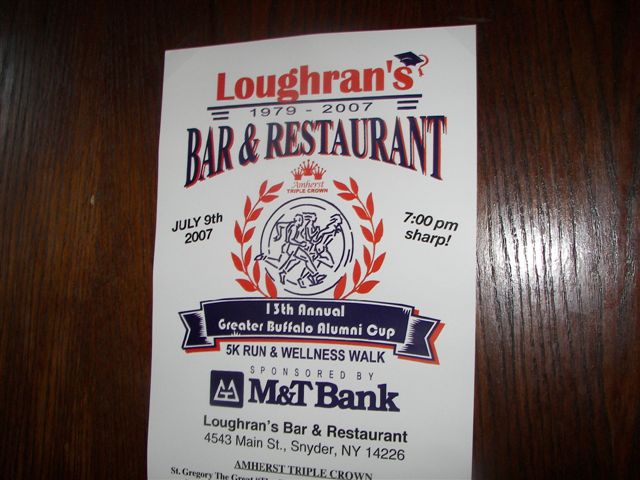 Loughran's
1979 - 2007
BAR & RESTAURANT
Amherst
TRIPLE CROWN
JULY 9th
2007
7:00 pm
sharp!
13th Annual
Greater Buffalo Alumni Cup
5K RUN & WELLNESS WALK
SPONSORED BY
M&T Bank
Loughran's Bar & Restaurant
4543 Main St., Snyder, NY 14226
AMHERST TRIPLE CROWN
St. Gregory The Great